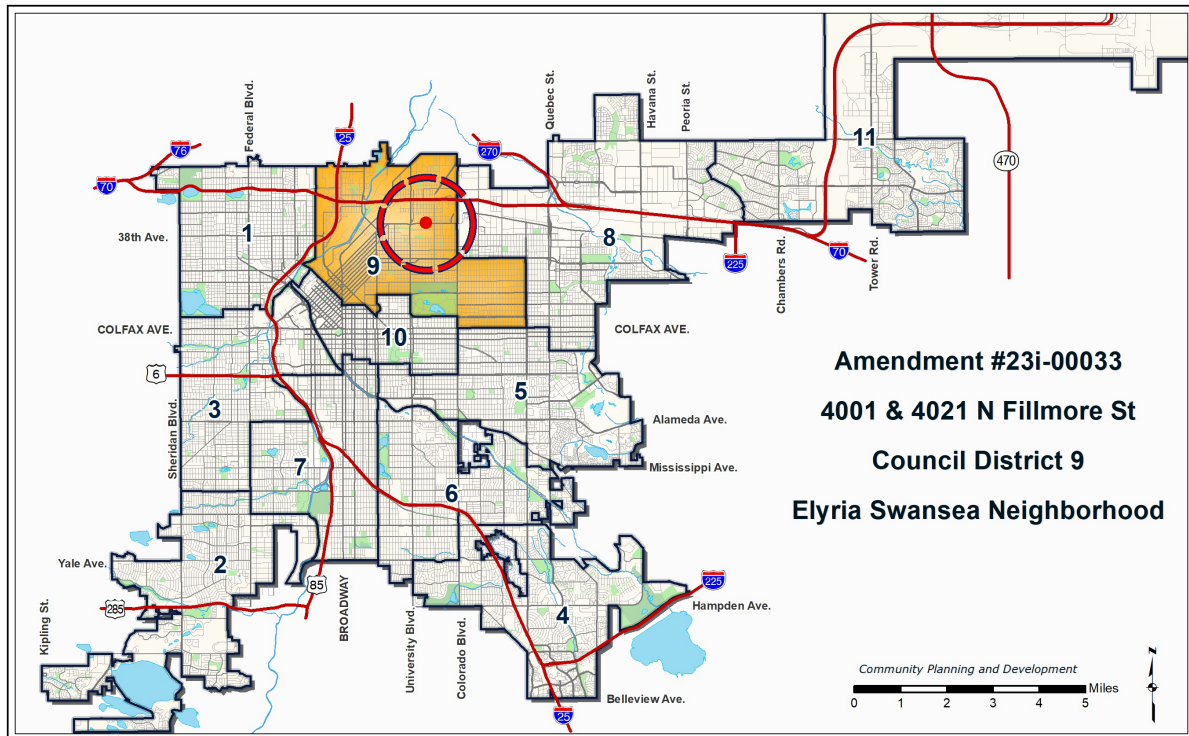 Federal Blvd.
Quebec St.
Havana St.
Peoria St.
76
25
270
70
11
470
38th Ave.
1
8
9
225
Chambers Rd.
70
Tower Rd.
COLFAX AVE.
10
COLFAX AVE.
Amendment #23i-00033
6
5
4001 & 4021 N Fillmore St
3
Sheridan Blvd.
Alameda Ave.
Council District 9
7
Mississippi Ave.
6
Elyria Swansea Neighborhood
Yale Ave.
2
85
225
285
BROADWAY
University Blvd.
Colorado Blvd.
4
Hampden Ave.
Kipling St.
Community Planning and Development
Miles
0 1 2 3 4 5
Belleview Ave.
25
N